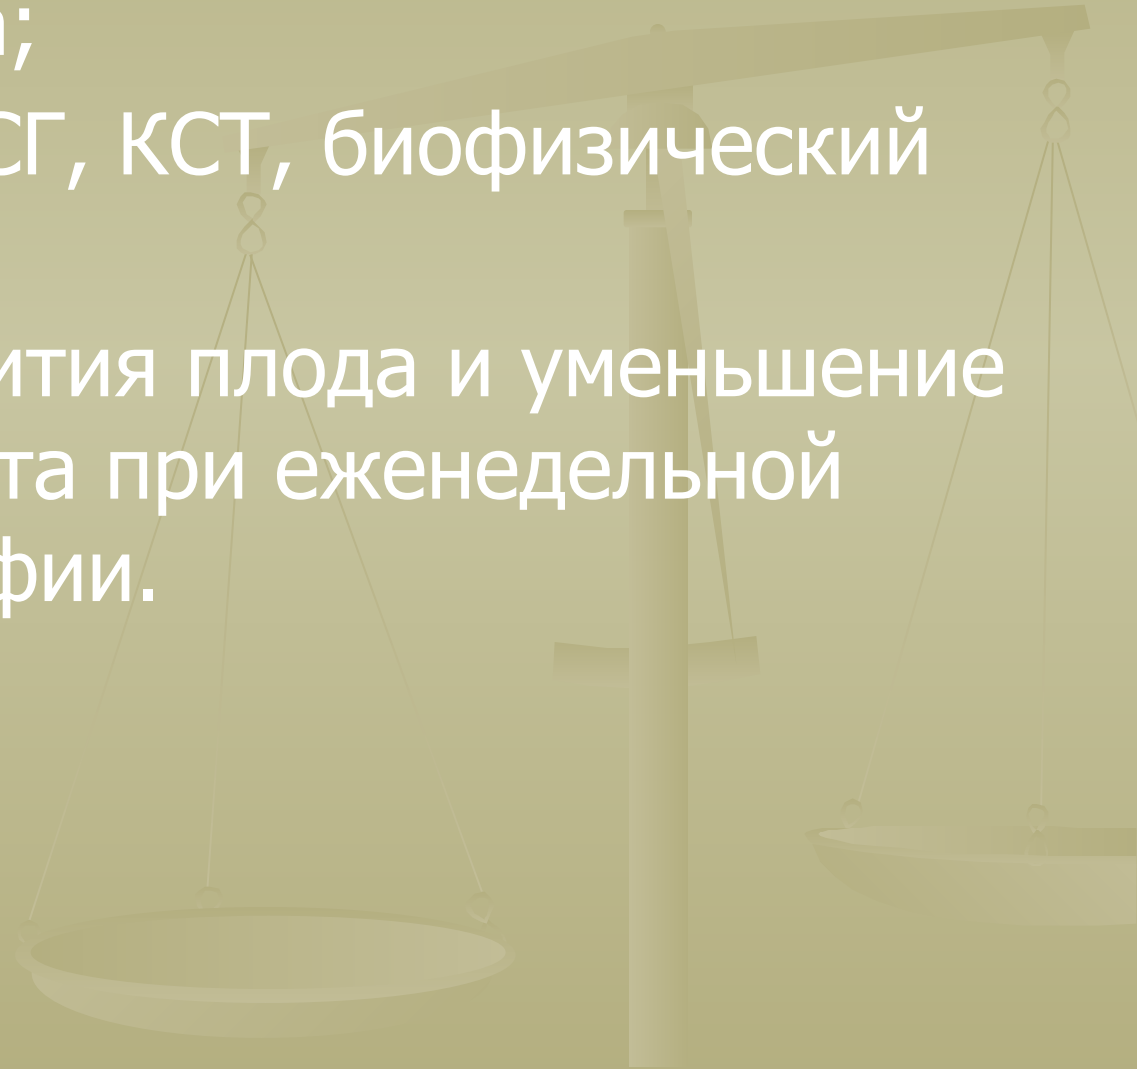 ;
СГ, КСТ, биофизический
ития плода и уменьшение
та при еженедельной
фии.